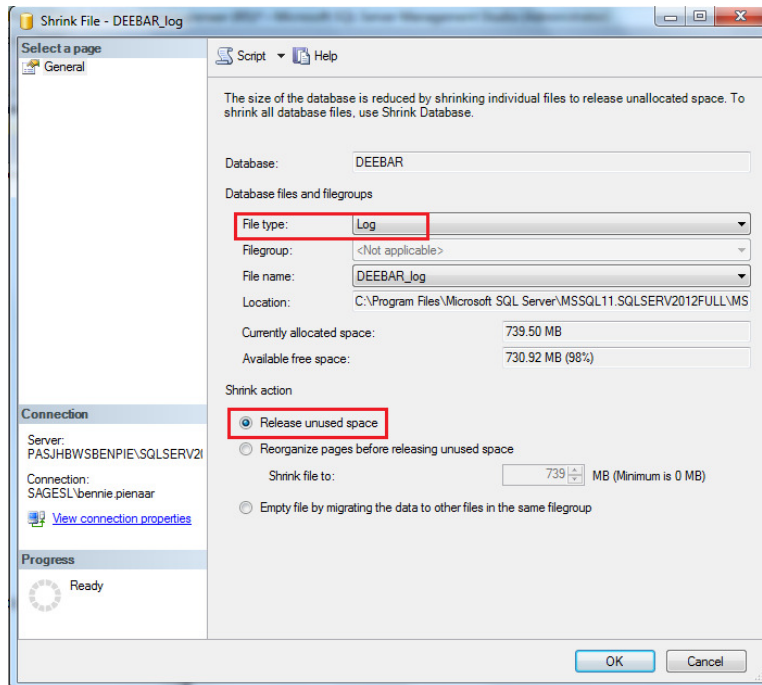 Shrink File - DEEBAR_log
Select a page
General
Script
Help
The size of the database is reduced by shrinking individual files to release unallocated space. To
shrink all database files, use Shrink Database.
Database:
DEEBAR
Database files and filegroups
File type:
Log
Filegroup:
<Not applicable>
File name:
DEEBAR_log
Location:
C:\Program Files\Microsoft SQL Server\MSSQL11.SQLSERV2012FULL\MS
Currently allocated space:
739.50 MB
Available free space:
730.92 MB (98%)
Shrink action
Release unused space
Reorganize pages before releasing unused space
Shrink file to:
739
MB (Minimum is 0 MB)
Empty file by migrating the data to other files in the same filegroup
Connection
Server:
PASJHBWSBENPIE\SQLSERV2(
Connection:
SAGESL\bennie.pienaar
View connection properties
Progress
Ready
OK
Cancel